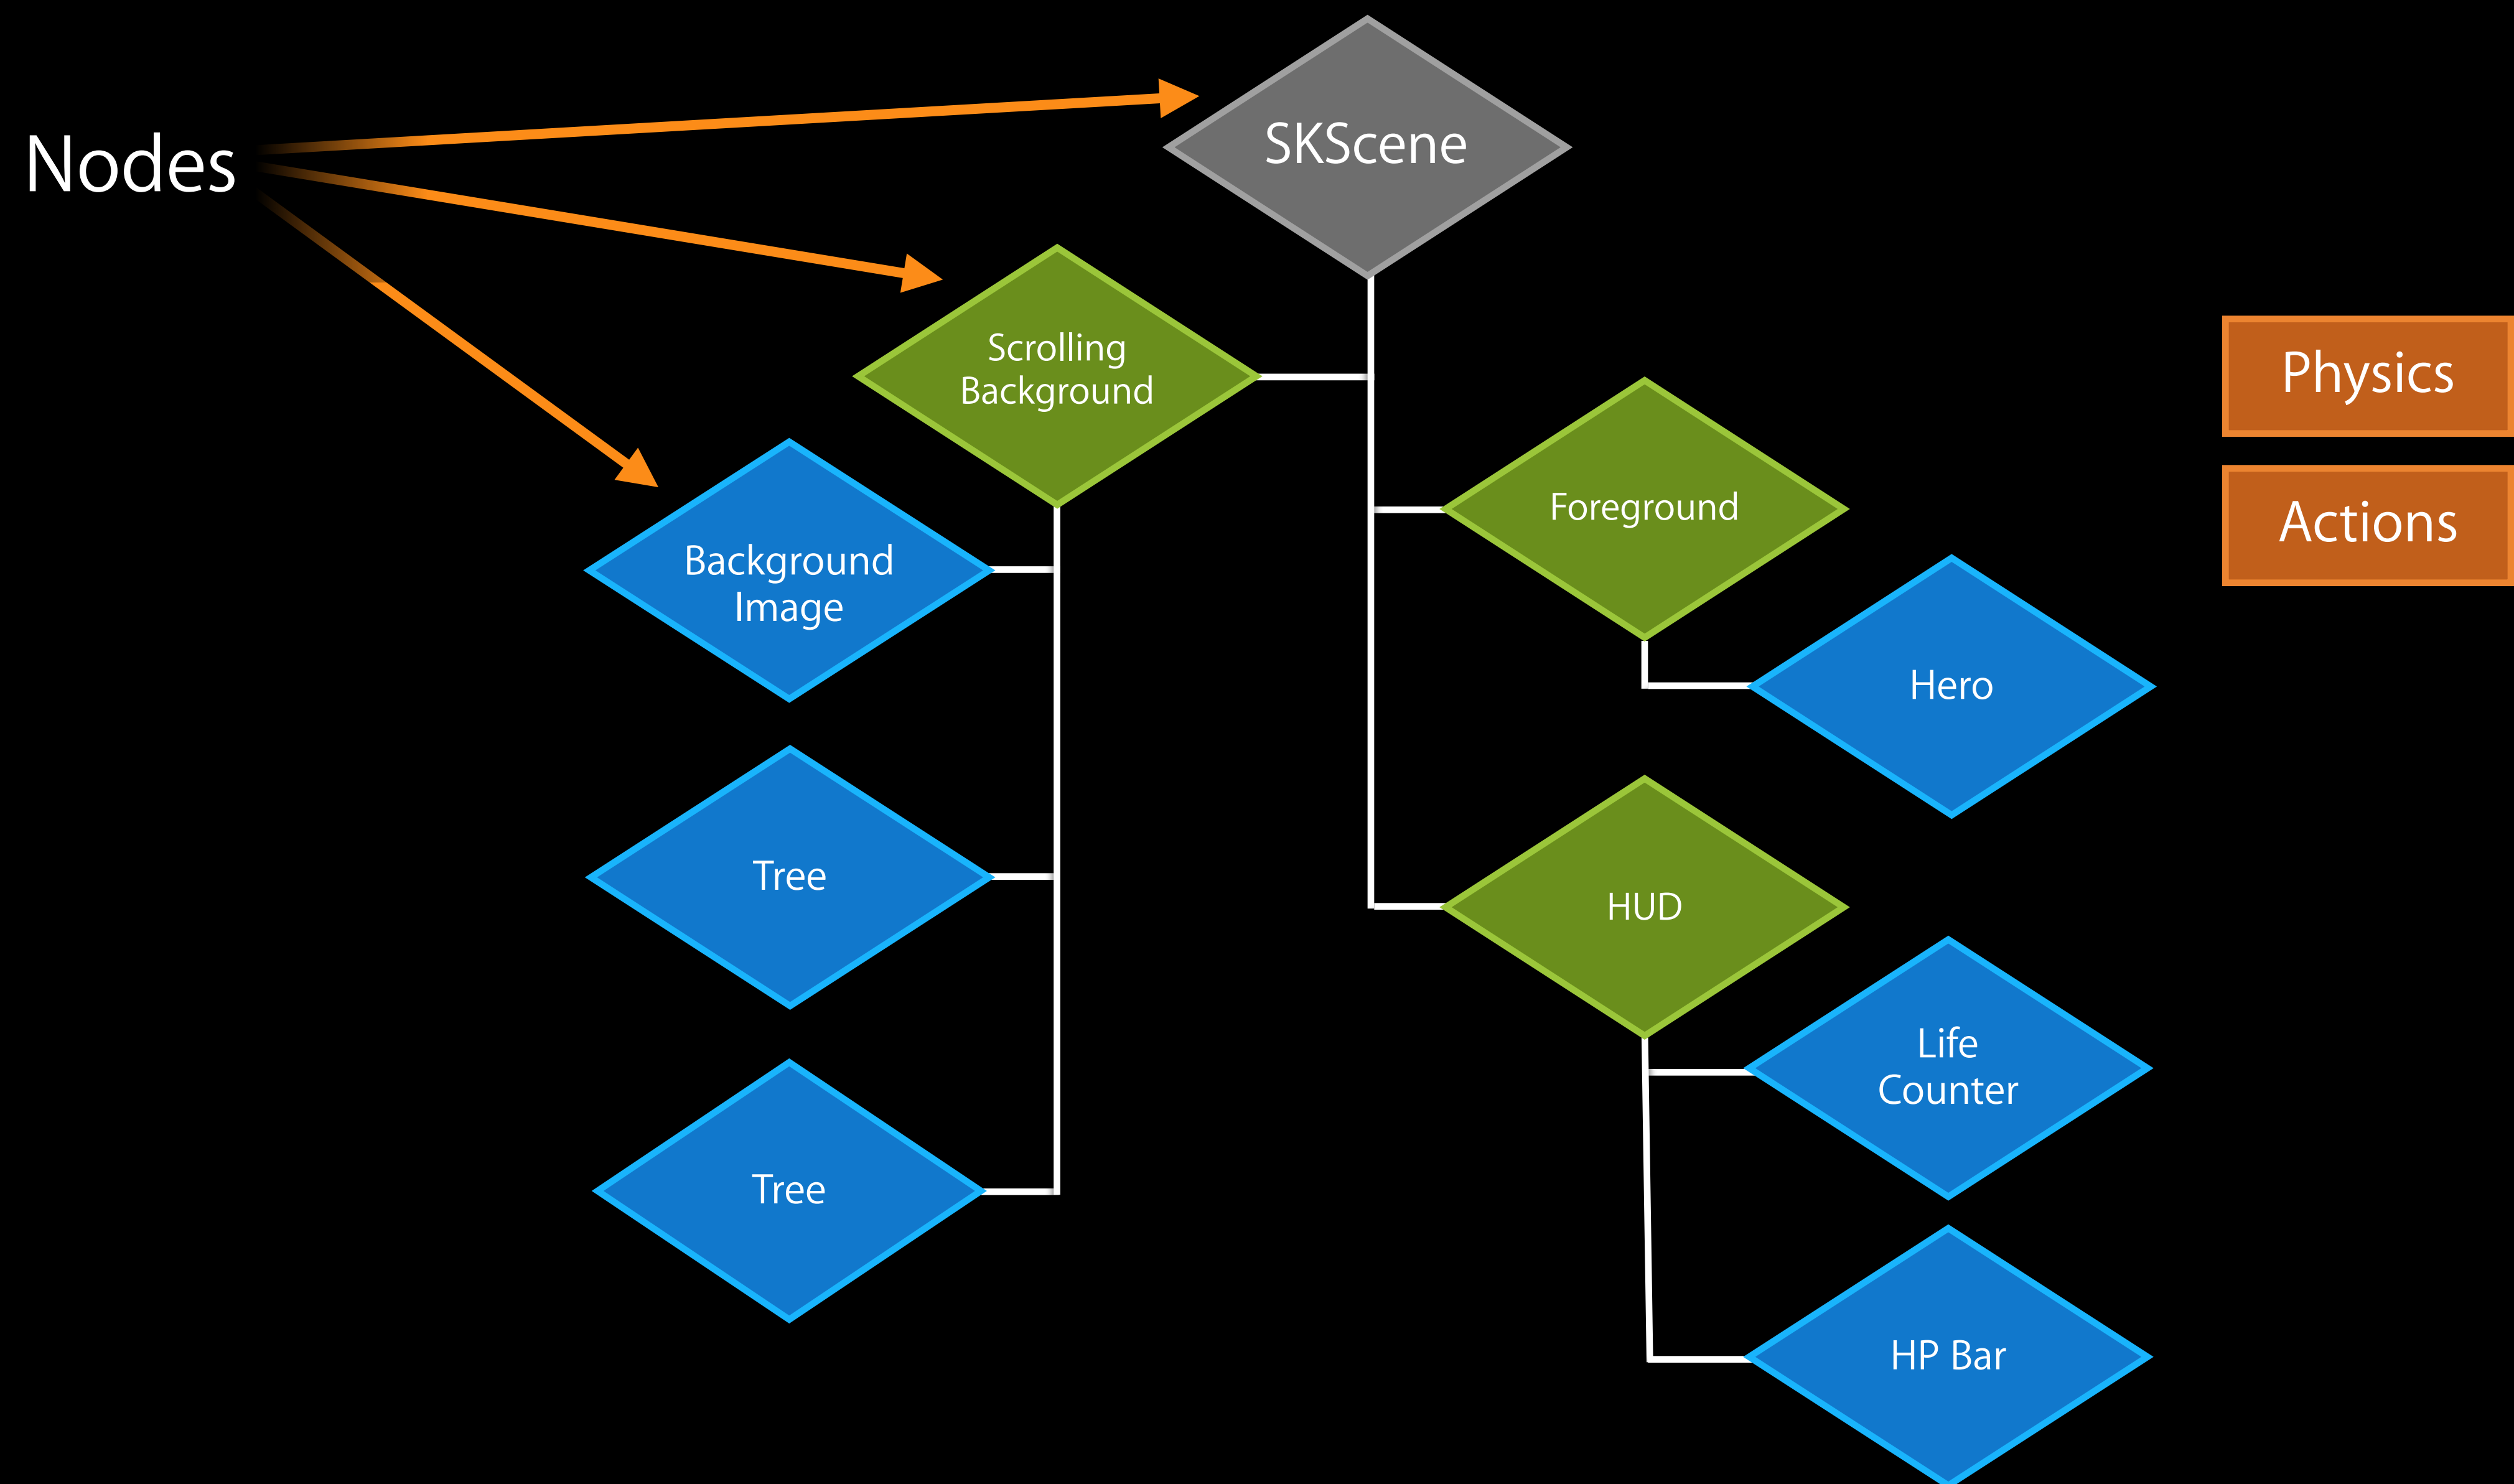 Nodes
SKScene
Scrolling
Background
Physics
Foreground
Actions
Background
Image
Hero
Tree
HUD
Life
Counter
Tree
HP Bar